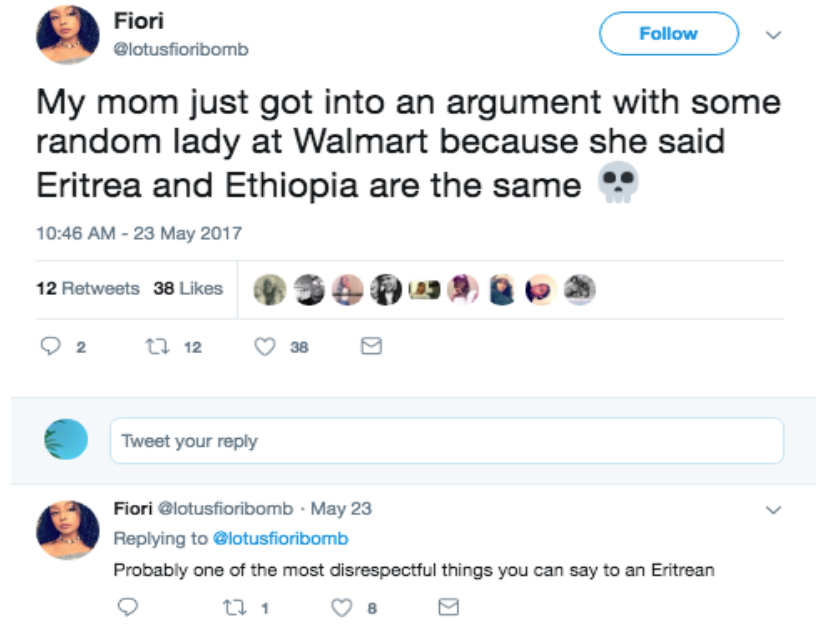 Fiori
@lotusfioribomb
Follow
My mom just got into an argument with some
random lady at Walmart because she said
Eritrea and Ethiopia are the same 💀
10:46 AM - 23 May 2017
12 Retweets 38 Likes
2 12 38
Tweet your reply
Fiori @lotusfioribomb · May 23
Replying to @lotusfioribomb
Probably one of the most disrespectful things you can say to an Eritrean
1 8